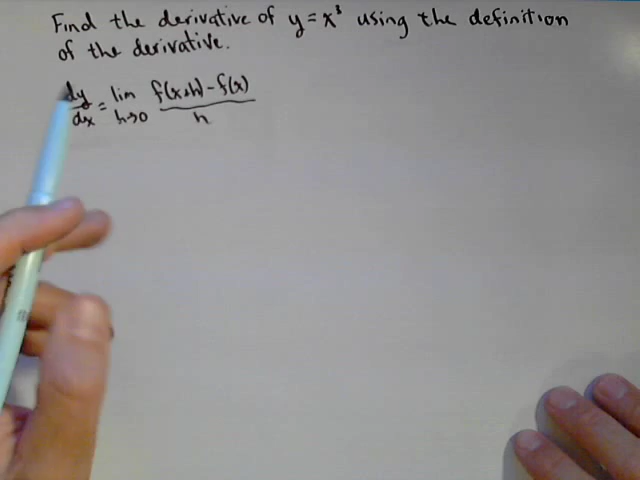 Find the derivative of y = x³ using the definition
of the derivative.
dy/dx = lim h→0 (f(x+h) - f(x))/h